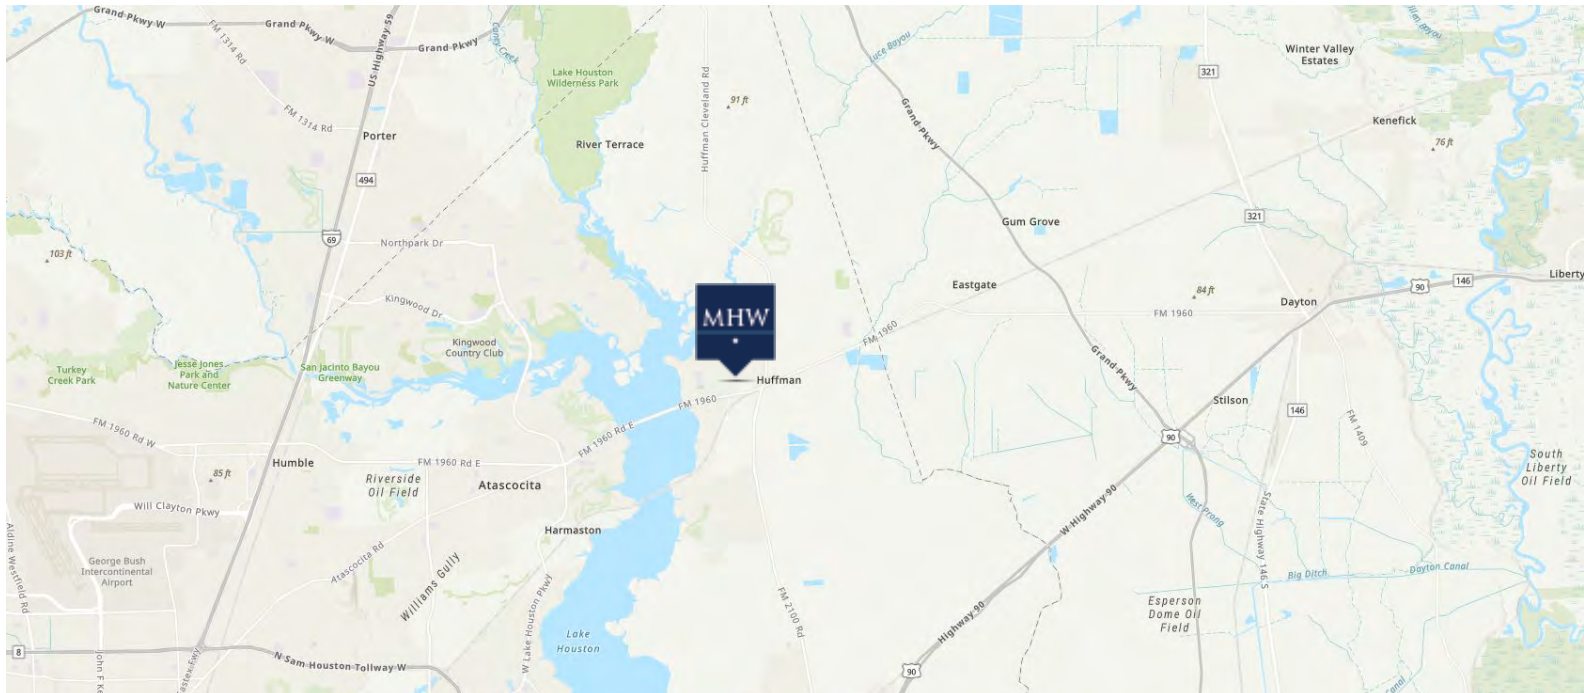 Grand Pkwy W
Grand Pkwy W
Grand Pkwy
US Highway 59
FM 1314 Rd
FM 1314 Rd
Caney Creek
Porter
494
Lake Houston
Wilderness Park
River Terrace
91 ft
Huffman Cleveland Rd
Luce Bayou
Grand Pkwy
321
Winter Valley
Estates
Kenefick
76 ft
103 ft
69
Northpark Dr
Kingwood Dr
Kingwood
Country Club
Gum Grove
321
Eastgate
84 ft
Dayton
90
146
Liberty
FM 1960
FM 1960
MHW
Huffman
FM 1960
FM 1960 Rd E
Turkey
Creek Park
Jesse Jones
Park and
Nature Center
San Jacinto Bayou
Greenway
Grand Pkwy
Stilson
146
FM 1409
90
FM 1960 Rd W
Humble
FM 1960 Rd E
85 ft
Riverside
Oil Field
Atascocita
Will Clayton Pkwy
Harmaston
South
Liberty
Oil Field
West Prong
W Highway 90
State Highway 146 S
George Bush
Intercontinental
Airport
Aldine Westfield Rd
Atascocita Rd
Williams Gully
W Lake Houston Pkwy
FM 2100 Rd
Highway 90
Big Ditch
Dayton Canal
Esperson
Dome Oil
Field
Lake
Houston
8
N Sam Houston Tollway W
90
Canal